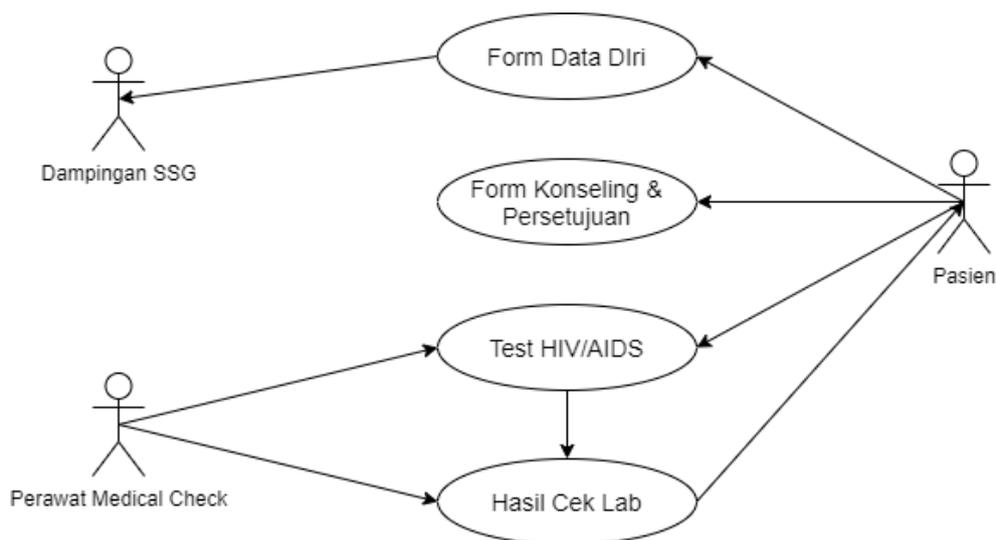 Form Data DIri
Dampingan SSG
Form Konseling &
Persetujuan
Pasien
Test HIV/AIDS
Perawat Medical Check
Hasil Cek Lab